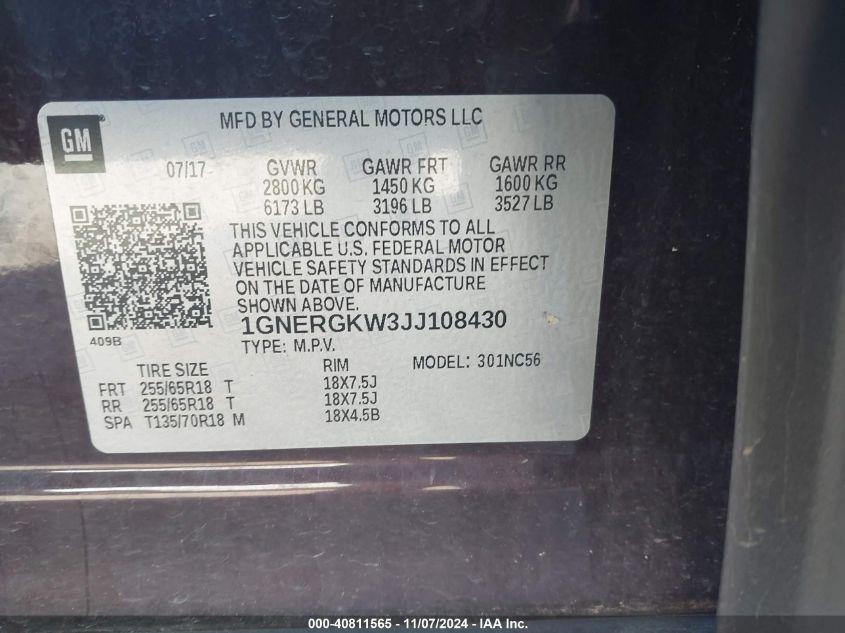 GM
MFD BY GENERAL MOTORS LLC
07/17 GVWR GAWR FRT GAWR RR
2800 KG 1450 KG 1600 KG
6173 LB 3196 LB 3527 LB
THIS VEHICLE CONFORMS TO ALL
APPLICABLE U.S. FEDERAL MOTOR
VEHICLE SAFETY STANDARDS IN EFFECT
ON THE DATE OF MANUFACTURE
SHOWN ABOVE.
1GNERGKW3JJ108430
409B
TYPE: M.P.V.
TIRE SIZE RIM MODEL: 301NC56
FRT 255/65R18 T 18X7.5J
RR 255/65R18 T 18X7.5J
SPA T135/70R18 M 18X4.5B
000-40811565 - 11/07/2024 - IAA Inc.